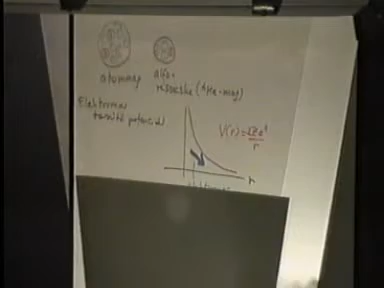 atommag
alfa-
részecske (⁴He-mag)
Elektromos
taszító potenciál
V(r)=2Ze²/r
r